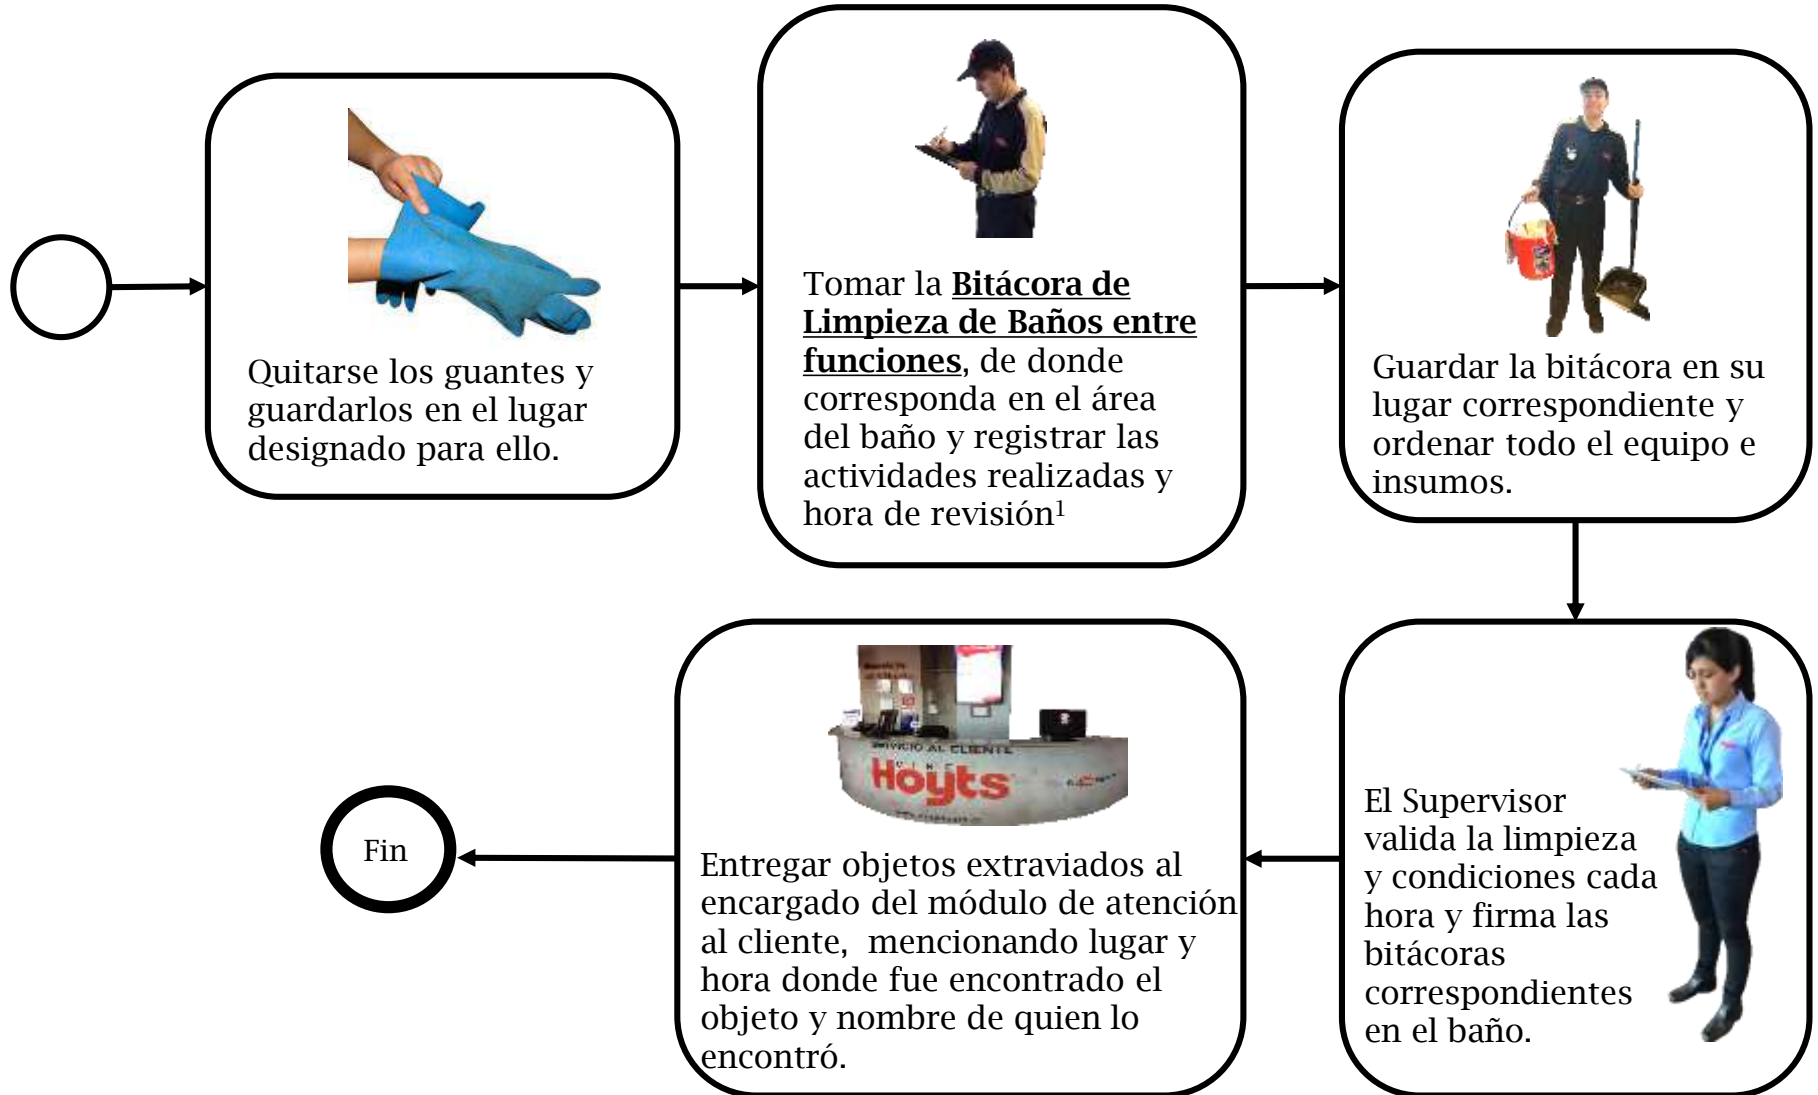 Quitarse los guantes y
guardarlos en el lugar
designado para ello.
Tomar la Bitácora de
Limpieza de Baños entre
funciones, de donde
corresponda en el área
del baño y registrar las
actividades realizadas y
hora de revisión¹
Guardar la bitácora en su
lugar correspondiente y
ordenar todo el equipo e
insumos.
El Supervisor
valida la limpieza
y condiciones cada
hora y firma las
bitácoras
correspondientes
en el baño.
SERVICIO AL CLIENTE
CINE
Hoyts
Entregar objetos extraviados al
encargado del módulo de atención
al cliente,  mencionando lugar y
hora donde fue encontrado el
objeto y nombre de quien lo
encontró.
Fin